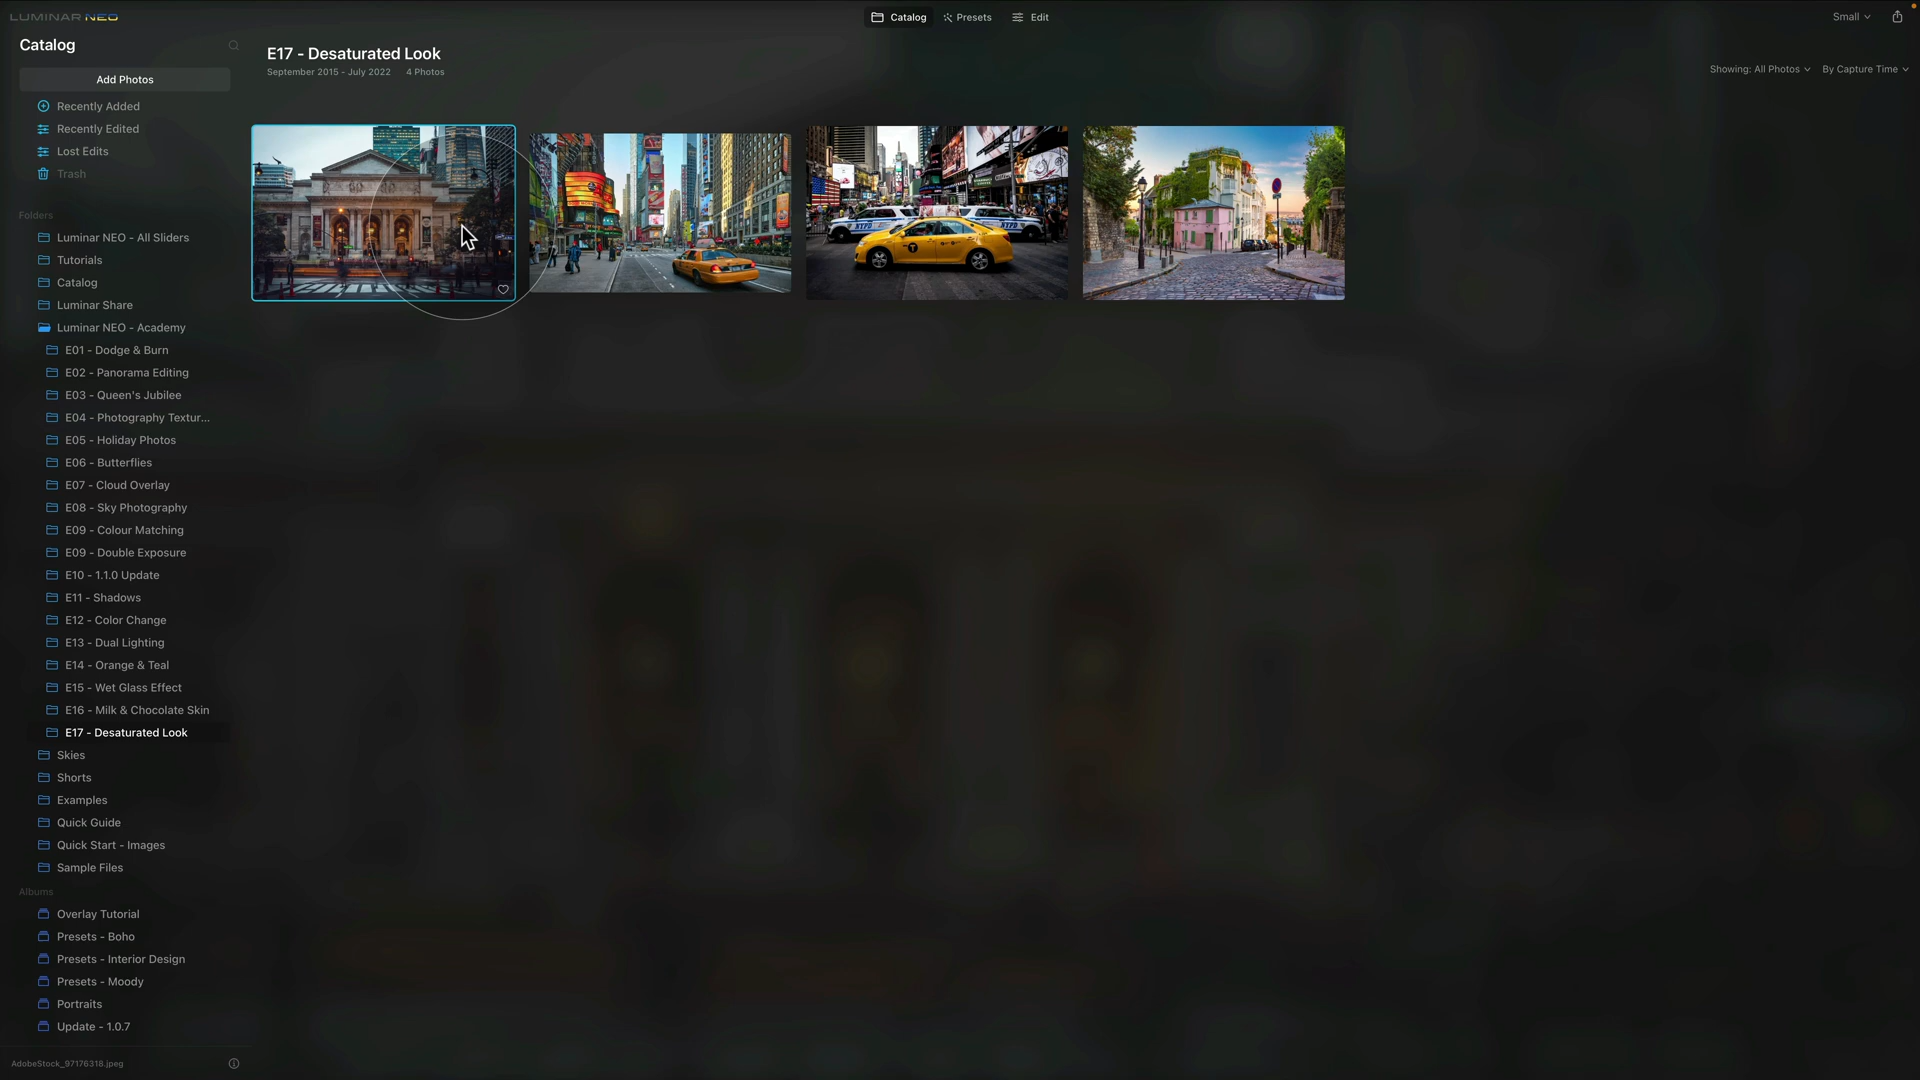 LUMINAR NEO
Catalog
Presets
Edit
Small
Catalog
Add Photos
Recently Added
Recently Edited
Lost Edits
Trash
Folders
Luminar NEO - All Sliders
Tutorials
Catalog
Luminar Share
Luminar NEO - Academy
E01 - Dodge & Burn
E02 - Panorama Editing
E03 - Queen's Jubilee
E04 - Photography Textur...
E05 - Holiday Photos
E06 - Butterflies
E07 - Cloud Overlay
E08 - Sky Photography
E09 - Colour Matching
E09 - Double Exposure
E10 - 1.1.0 Update
E11 - Shadows
E12 - Color Change
E13 - Dual Lighting
E14 - Orange & Teal
E15 - Wet Glass Effect
E16 - Milk & Chocolate Skin
E17 - Desaturated Look
Skies
Shorts
Examples
Quick Guide
Quick Start - Images
Sample Files
Albums
Overlay Tutorial
Presets - Boho
Presets - Interior Design
Presets - Moody
Portraits
Update - 1.0.7
AdobeStock_97176318.jpeg
E17 - Desaturated Look
September 2015 - July 2022 4 Photos
Showing: All Photos
By Capture Time
NYPD